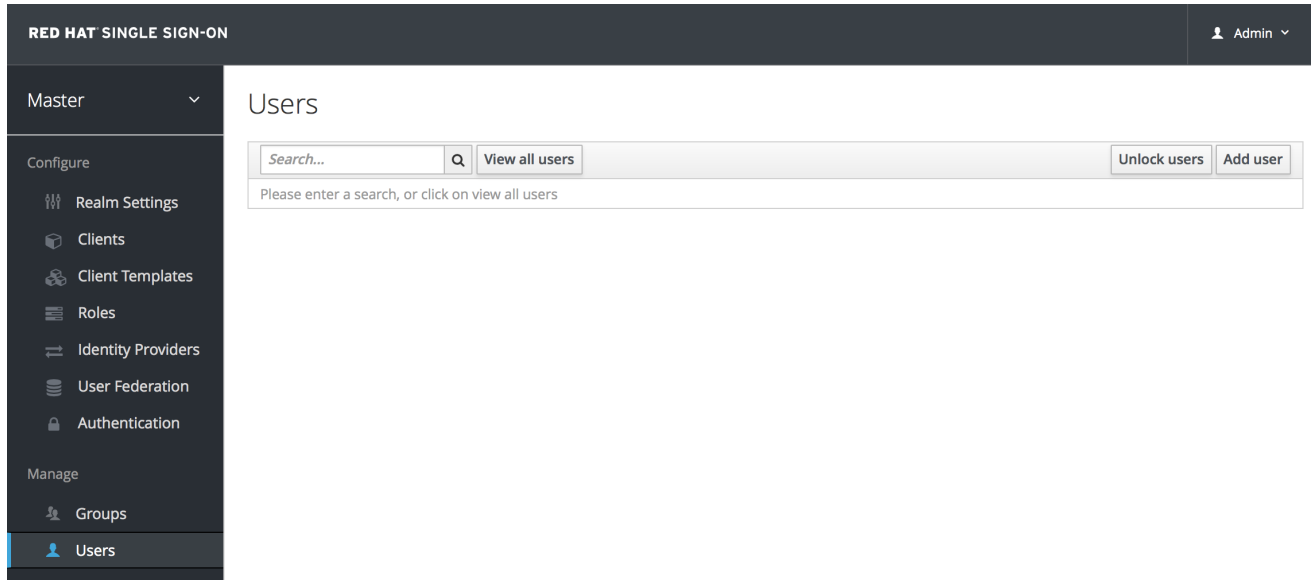 RED HAT SINGLE SIGN-ON
Admin
Master
Users
Search...
View all users
Unlock users
Add user
Please enter a search, or click on view all users
Configure
Realm Settings
Clients
Client Templates
Roles
Identity Providers
User Federation
Authentication
Manage
Groups
Users